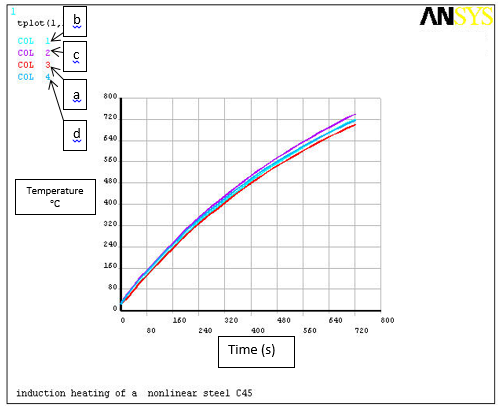 1
tplot(1,
b
ANSYS
COL 1
COL 2
c
COL 3
COL 4
a
d
800
720
640
560
480
400
320
240
160
80
0
Temperature
°C
0 160 320 480 640 800
80 240 400 560 720
Time (s)
induction heating of a nonlinear steel C45